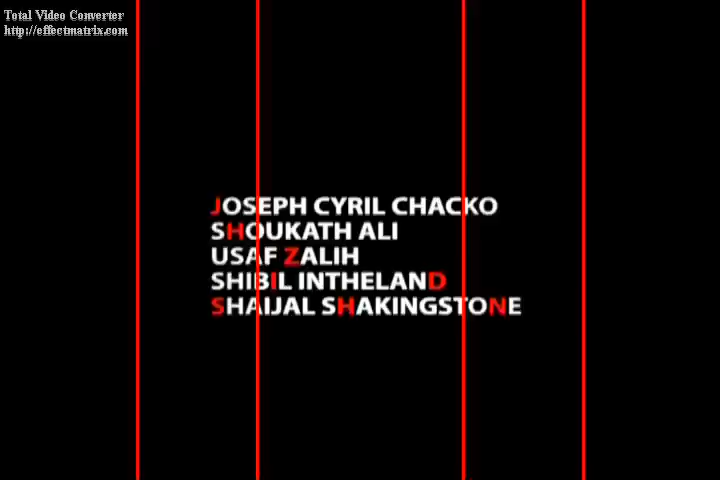 Total Video Converter
http://effectmatrix.com
JOSEPH CYRIL CHACKO
SHOUKATH ALI
USAF ZALIH
SHIBIL INTHELAND
SHAIJAL SHAKINGSTONE